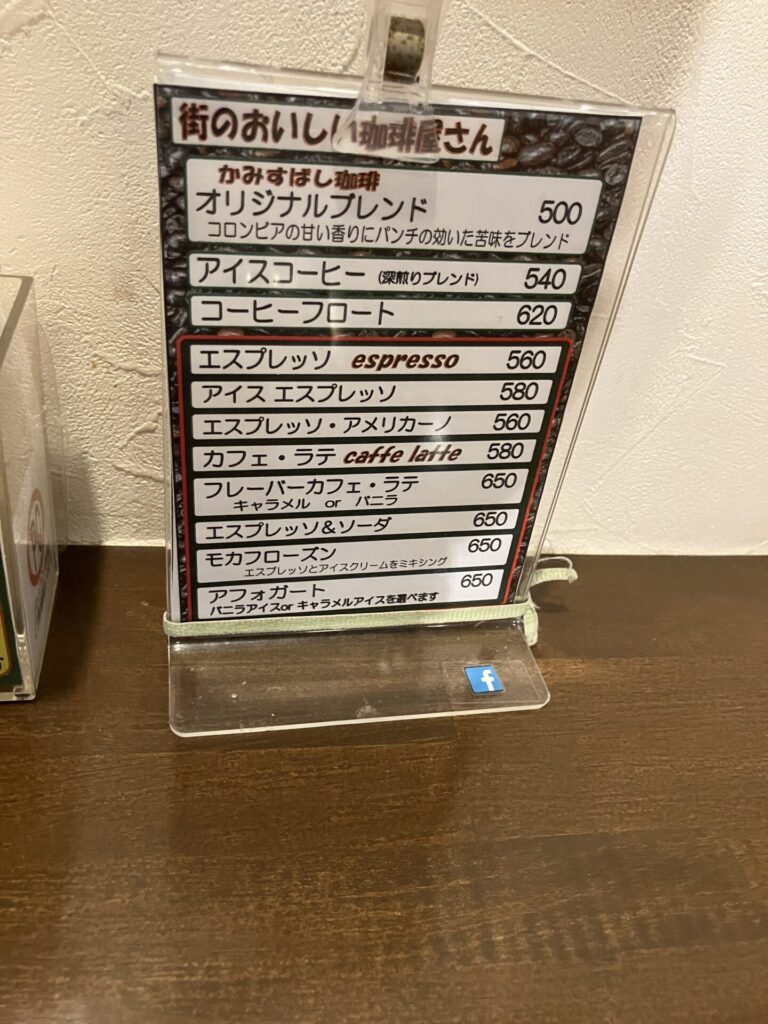 街のおいしい珈琲屋さん
かみすばし珈琲
オリジナルブレンド 500
コロンビアの甘い香りにパンチの効いた苦味をブレンド
アイスコーヒー (深煎りブレンド) 540
コーヒーフロート 620
エスプレッソ espresso 560
アイス エスプレッソ 580
エスプレッソ・アメリカーノ 560
カフェ・ラテ caffe latte 580
フレーバーカフェ・ラテ 650
キャラメル or バニラ
エスプレッソ&ソーダ 650
モカフローズン 650
エスプレッソとアイスクリームをミキシング
アフォガート 650
バニラアイスor キャラメルアイスを選べます
f